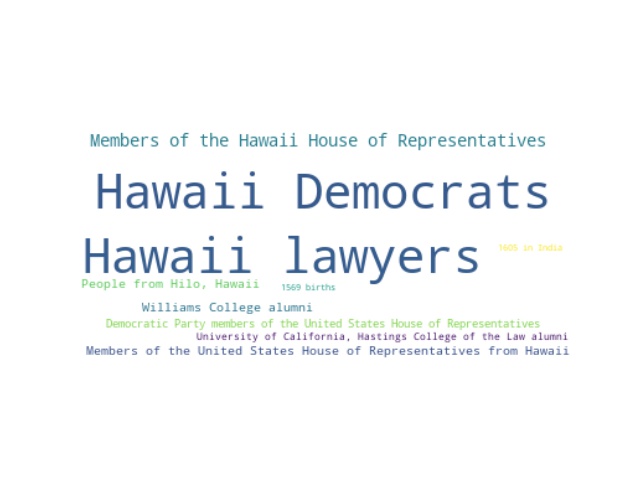 Members of the Hawaii House of Representatives
Hawaii Democrats
Hawaii lawyers
1605 in India
People from Hilo, Hawaii
1569 births
Williams College alumni
Democratic Party members of the United States House of Representatives
University of California, Hastings College of the Law alumni
Members of the United States House of Representatives from Hawaii